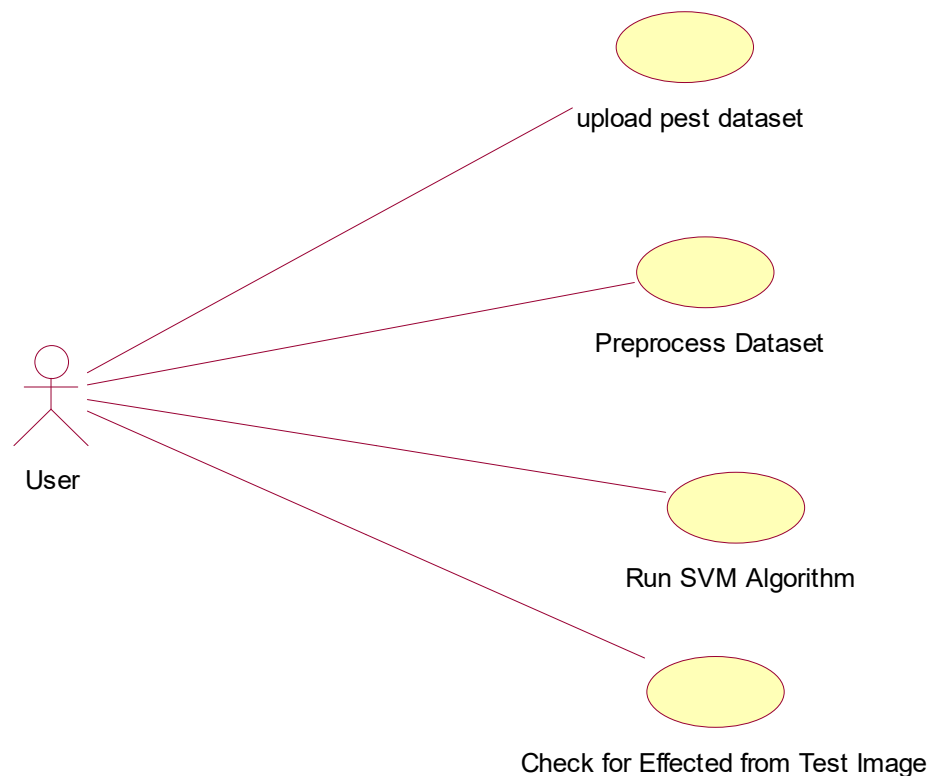 upload pest dataset
Preprocess Dataset
User
Run SVM Algorithm
Check for Effected from Test Image